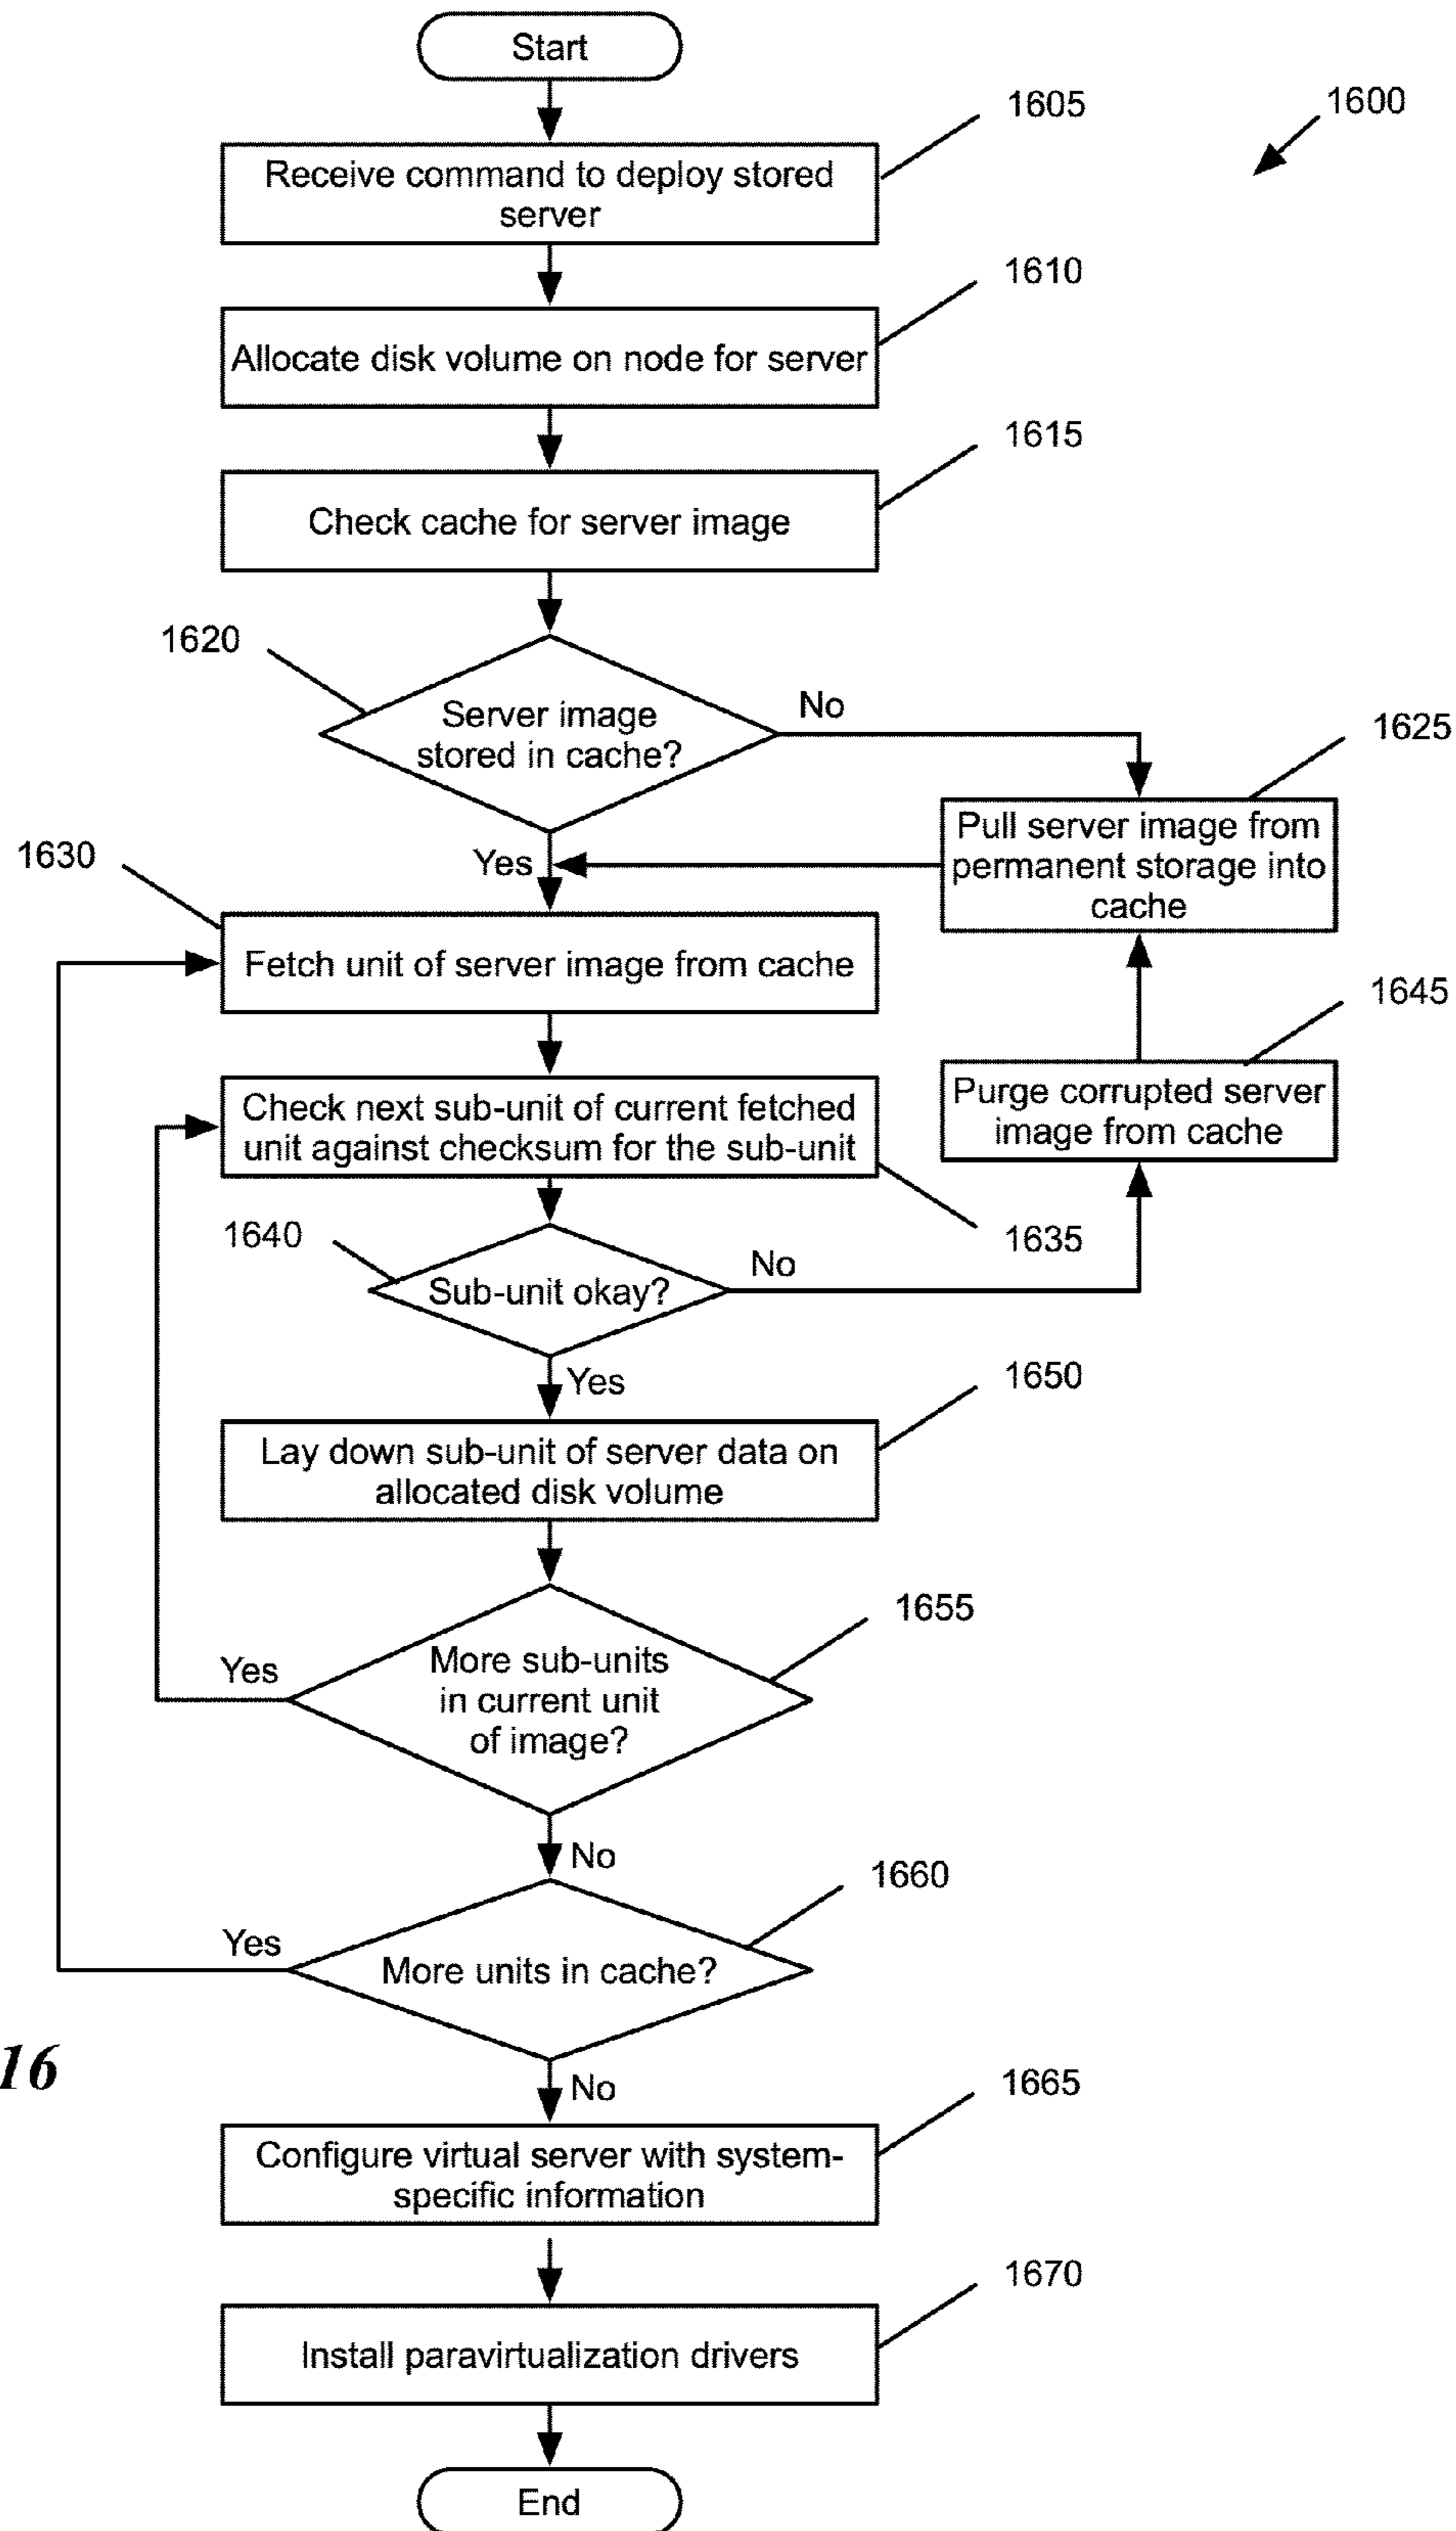 Start
1605
1600
Receive command to deploy stored
server
1610
Allocate disk volume on node for server
1615
Check cache for server image
1620
Server image
stored in cache?
No
1625
Pull server image from
permanent storage into
cache
Yes
1630
Fetch unit of server image from cache
1645
Purge corrupted server
image from cache
Check next sub-unit of current fetched
unit against checksum for the sub-unit
1635
1640
Sub-unit okay?
No
Yes
1650
Lay down sub-unit of server data on
allocated disk volume
1655
More sub-units
in current unit
of image?
Yes
No
1660
More units in cache?
Yes
No
16
1665
Configure virtual server with system-
specific information
1670
Install paravirtualization drivers
End